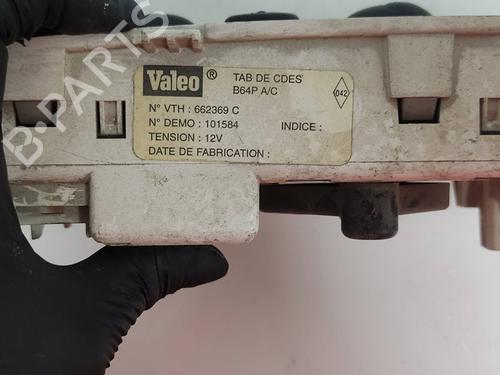 Valeo ®
TAB DE CDES
B64P A/C
042
N° VTH : 662369 C
N° DEMO : 101584 INDICE :
TENSION : 12V
DATE DE FABRICATION :
B-PARTS